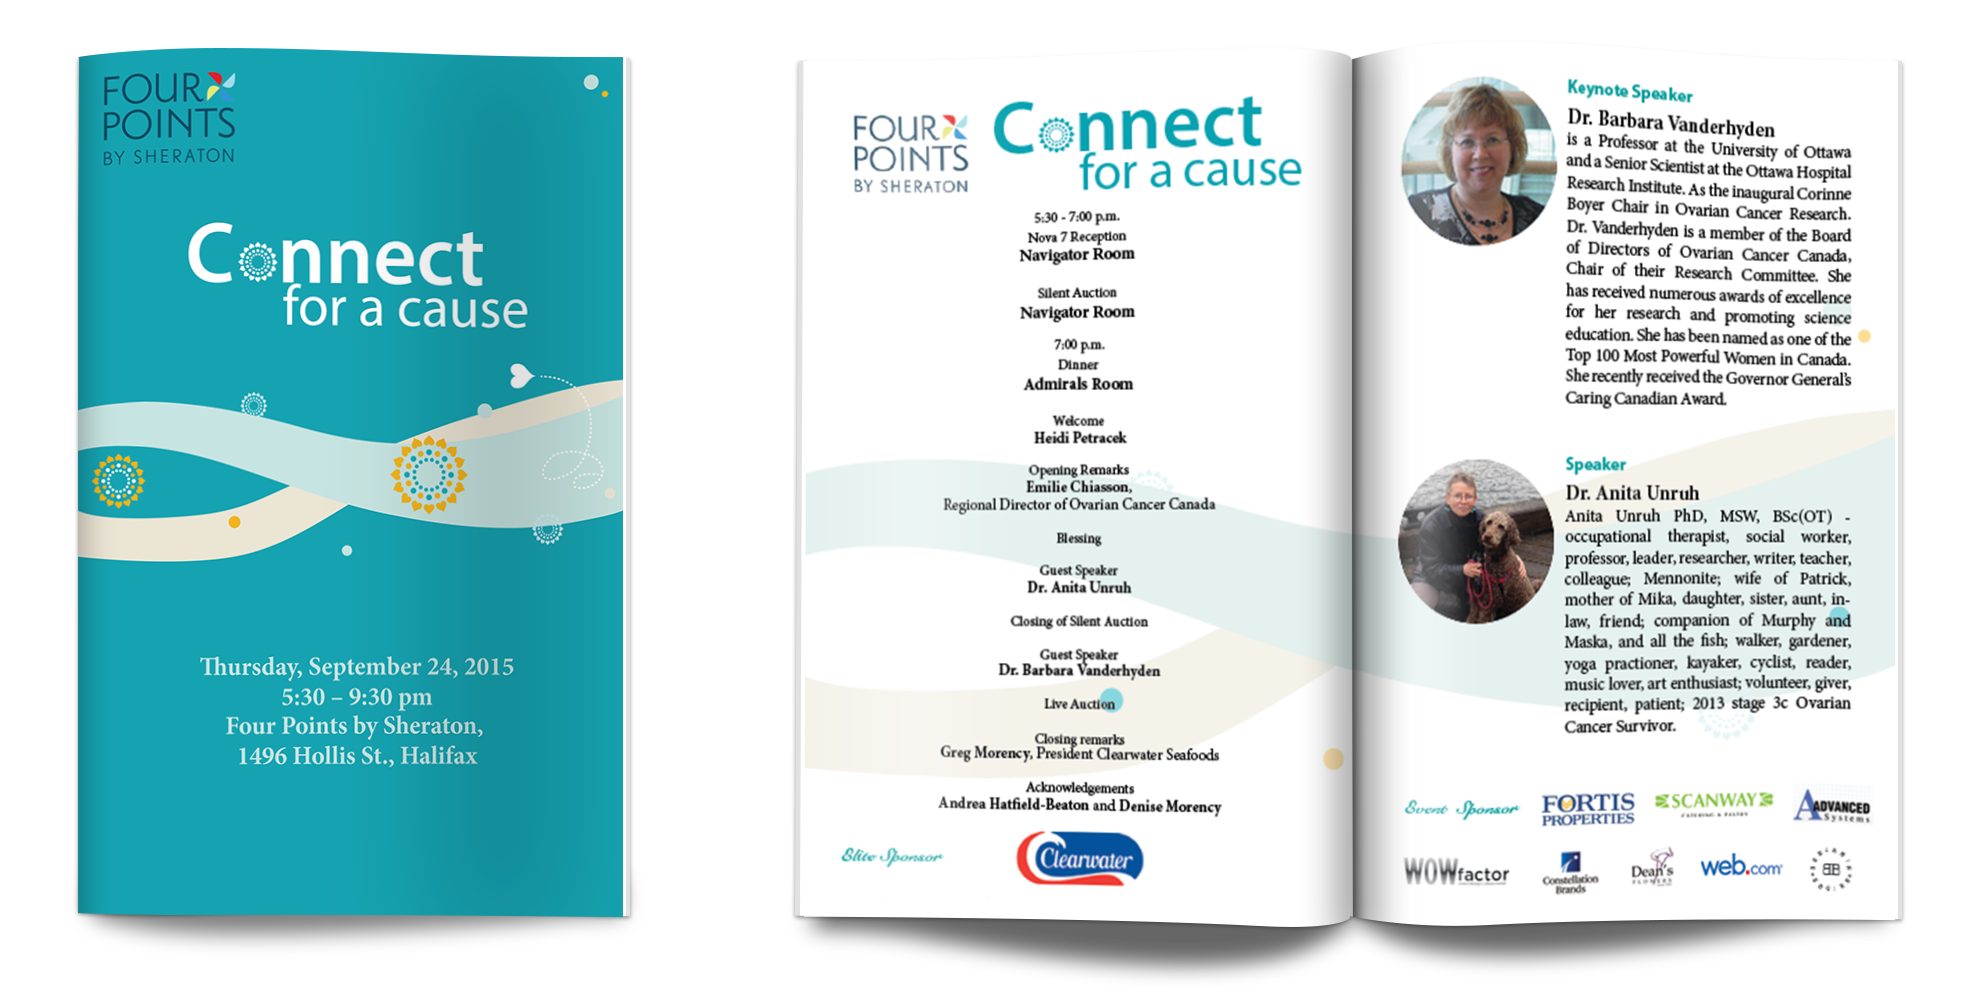 FOUR
POINTS
BY SHERATON
Connect
for a cause
Thursday, September 24, 2015
5:30 – 9:30 pm
Four Points by Sheraton,
1496 Hollis St., Halifax
FOUR
POINTS
BY SHERATON
Connect
for a cause
5:30 - 7:00 p.m.
Nova 7 Reception
Navigator Room
Silent Auction
Navigator Room
7:00 p.m.
Dinner
Admirals Room
Welcome
Heidi Petracek
Opening Remarks
Emilie Chiasson,
Regional Director of Ovarian Cancer Canada
Blessing
Guest Speaker
Dr. Anita Unruh
Closing of Silent Auction
Guest Speaker
Dr. Barbara Vanderhyden
Live Auction
Closing remarks
Greg Morency, President Clearwater Seafoods
Acknowledgements
Andrea Hatfield-Beaton and Denise Morency
Elite Sponsor
Clearwater
Keynote Speaker
Dr. Barbara Vanderhyden
is a Professor at the University of Ottawa
and a Senior Scientist at the Ottawa Hospital
Research Institute. As the inaugural Corinne
Boyer Chair in Ovarian Cancer Research.
Dr. Vanderhyden is a member of the Board
of Directors of Ovarian Cancer Canada,
Chair of their Research Committee. She
has received numerous awards of excellence
for her research and promoting science
education. She has been named as one of the
Top 100 Most Powerful Women in Canada.
She recently received the Governor General's
Caring Canadian Award.
Speaker
Dr. Anita Unruh
Anita Unruh PhD, MSW, BSc(OT) -
occupational therapist, social worker,
professor, leader, researcher, writer, teacher,
colleague; Mennonite; wife of Patrick,
mother of Mika, daughter, sister, aunt, in-
law, friend; companion of Murphy and
Maska, and all the fish; walker, gardener,
yoga practioner, kayaker, cyclist, reader,
music lover, art enthusiast; volunteer, giver,
recipient, patient; 2013 stage 3c Ovarian
Cancer Survivor.
Event Sponsor
FORTIS
PROPERTIES
SCANWAY
CATERING & PASTRY
ADVANCED
Systems
WOWfactor
Constellation
Brands
Dean's
FLOWERS
web.com